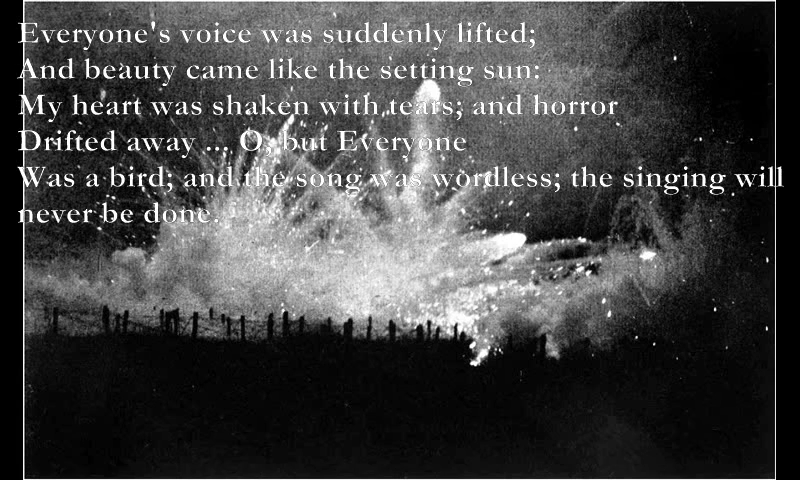 Everyone's voice was suddenly lifted;
And beauty came like the setting sun:
My heart was shaken with tears; and horror
Drifted away ... O, but Everyone
Was a bird; and the song was wordless; the singing will
never be done.